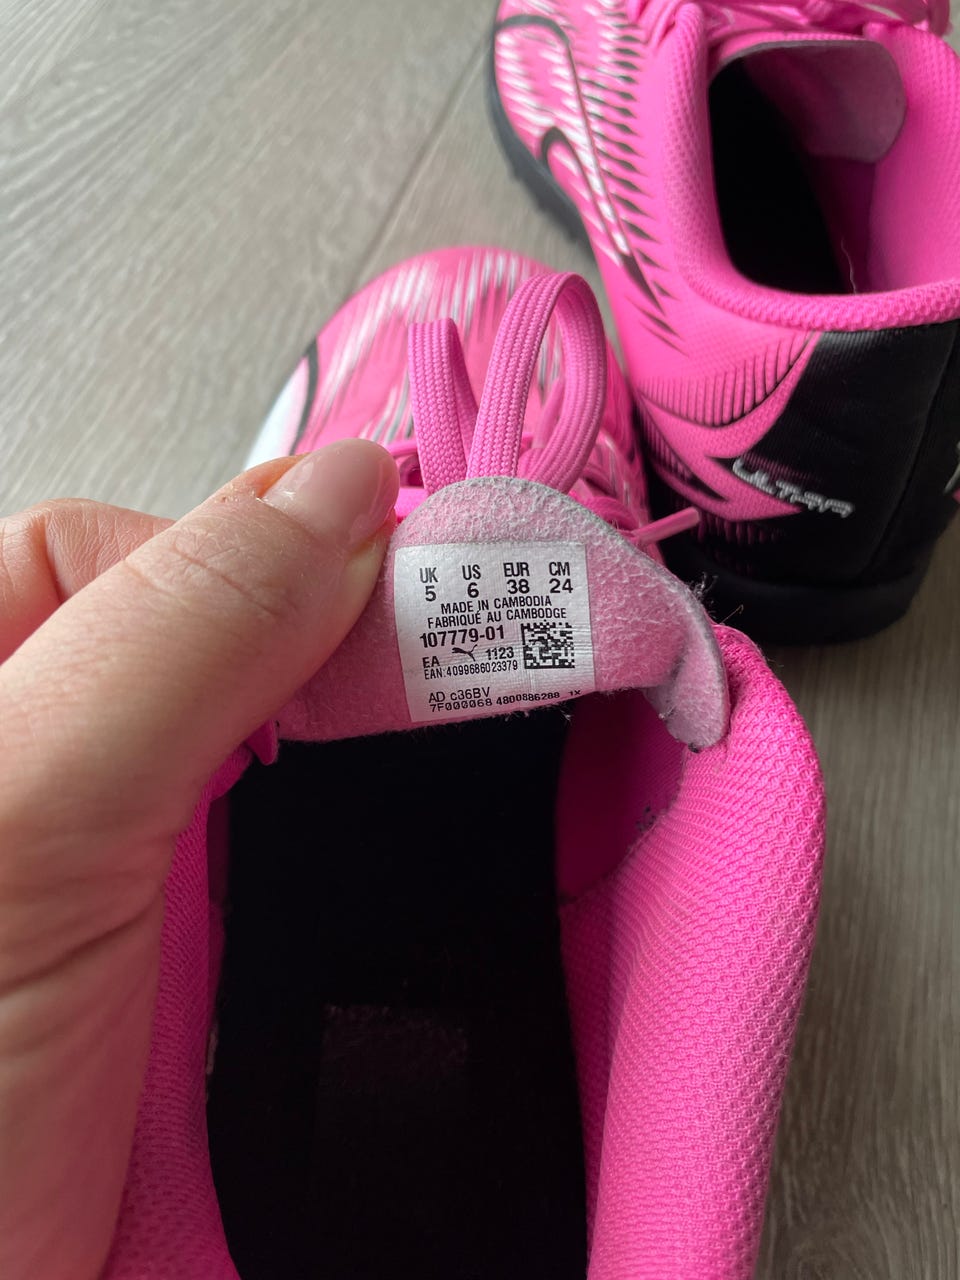 ULTRA
UK US EUR CM
5 6 38 24
MADE IN CAMBODIA
FABRIQUÉ AU CAMBODGE
107779-01
EA 1123
EAN:4099686023379
AD c36BV
7F000068 4800886288 1X